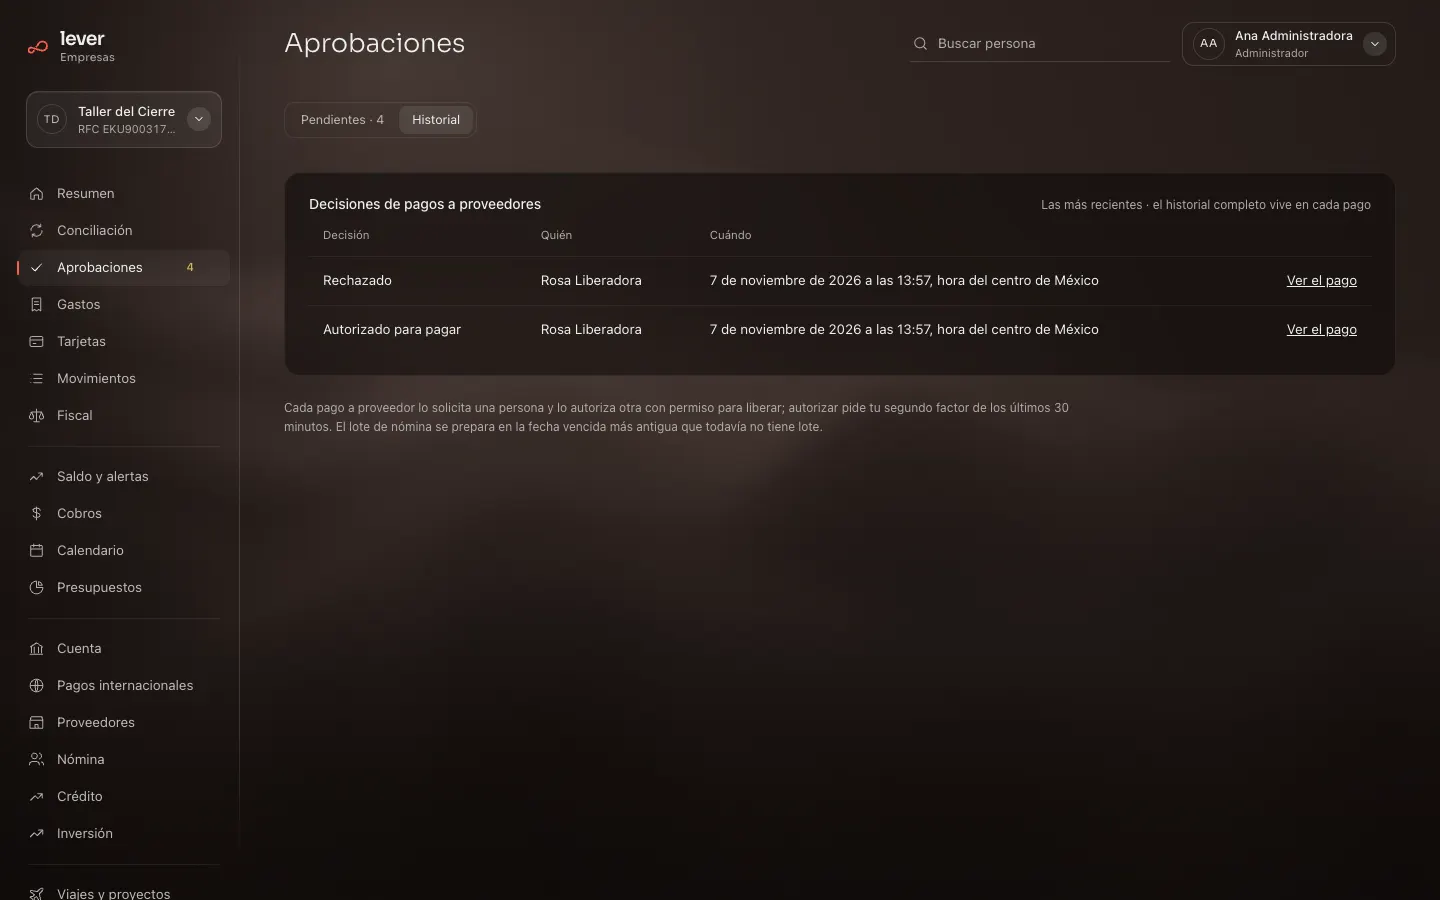 lever
Empresas
TD
Taller del Cierre
RFC EKU900317...
Resumen
Conciliación
Aprobaciones
4
Gastos
Tarjetas
Movimientos
Fiscal
Saldo y alertas
Cobros
Calendario
Presupuestos
Cuenta
Pagos internacionales
Proveedores
Nómina
Crédito
Inversión
Viajes y proyectos
Aprobaciones
Buscar persona
AA
Ana Administradora
Administrador
Pendientes · 4
Historial
Decisiones de pagos a proveedores
Las más recientes · el historial completo vive en cada pago
Decisión Quién Cuándo
Rechazado Rosa Liberadora 7 de noviembre de 2026 a las 13:57, hora del centro de México Ver el pago
Autorizado para pagar Rosa Liberadora 7 de noviembre de 2026 a las 13:57, hora del centro de México Ver el pago
Cada pago a proveedor lo solicita una persona y lo autoriza otra con permiso para liberar; autorizar pide tu segundo factor de los últimos 30
minutos. El lote de nómina se prepara en la fecha vencida más antigua que todavía no tiene lote.